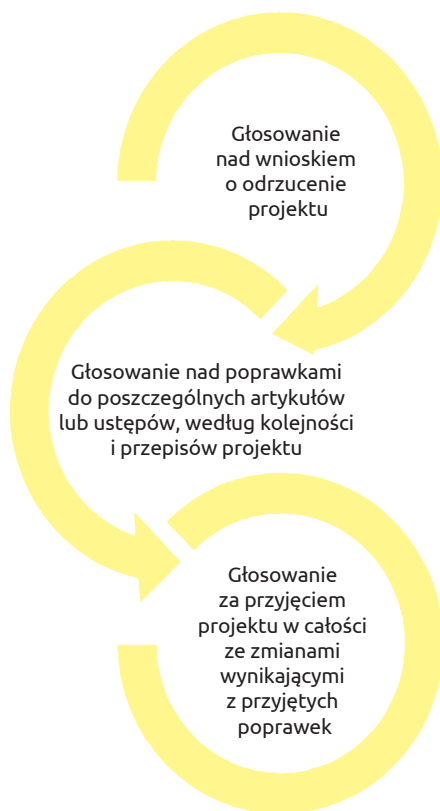 Głosowanie
nad wnioskiem
o odrzucenie
projektu
Głosowanie nad poprawkami
do poszczególnych artykułów
lub ustępów, według kolejności
i przepisów projektu
Głosowanie
za przyjęciem
projektu w całości
ze zmianami
wynikającymi
z przyjętych
poprawek